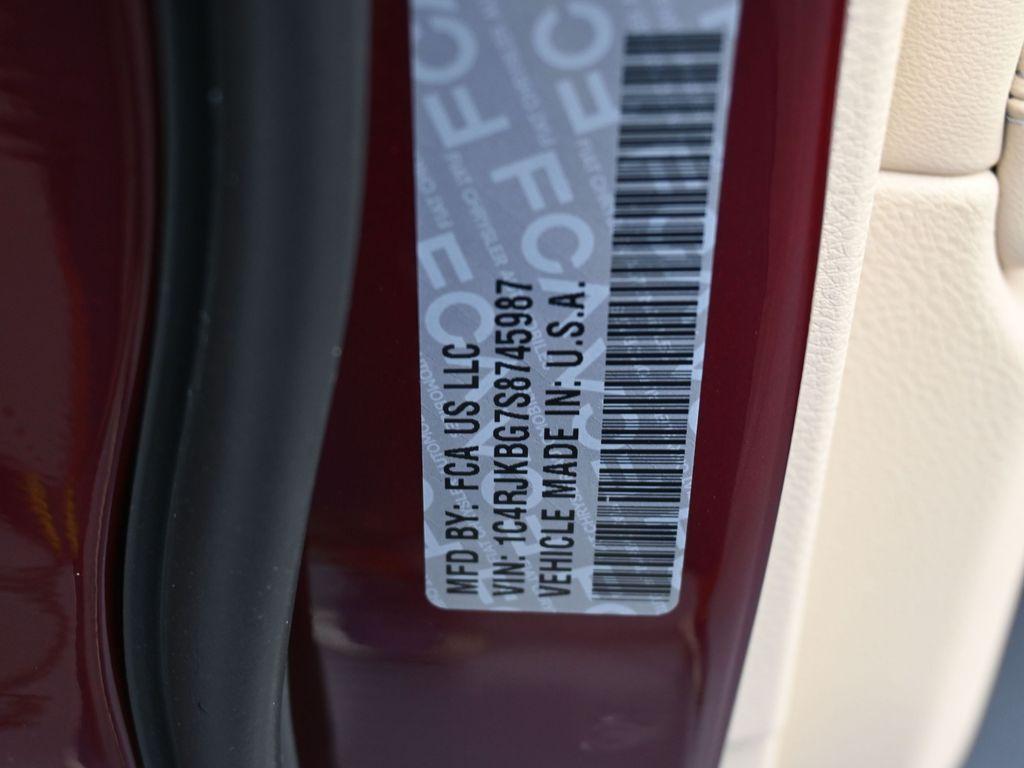 MFD BY: FCA US LLC
VIN: 1C4RJKBG7S8745987
VEHICLE MADE IN: U.S.A.